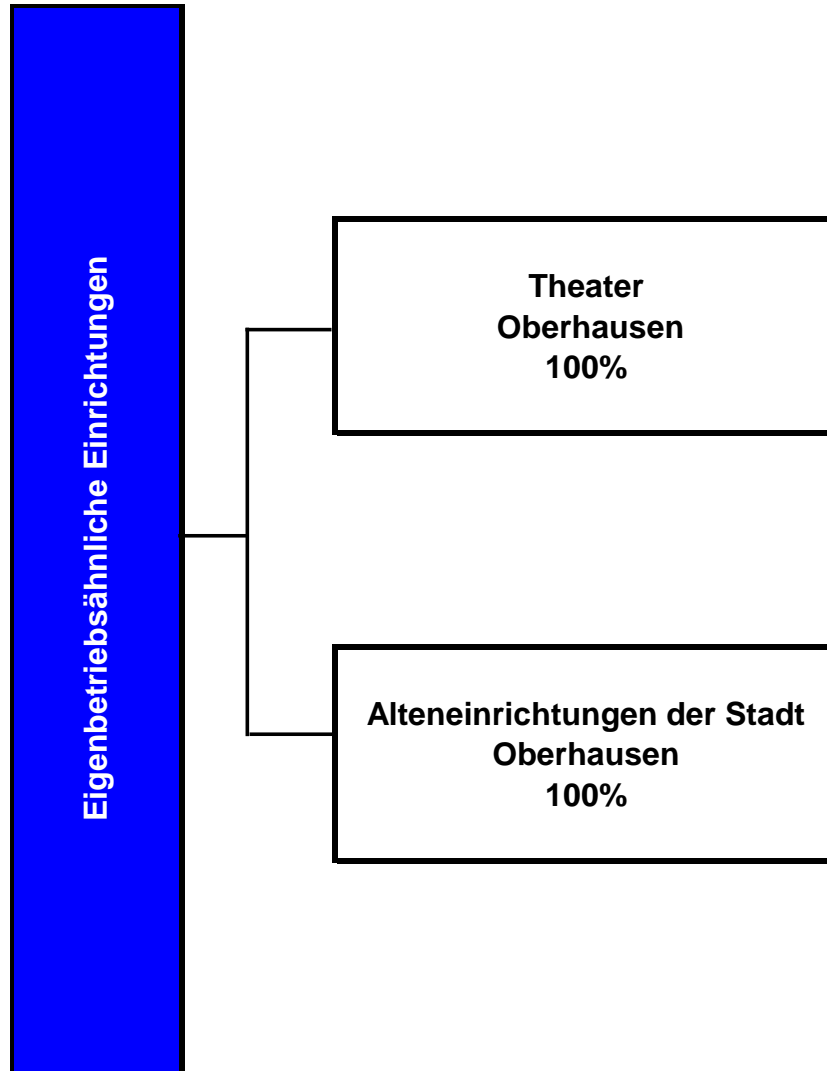 Eigenbetriebsähnliche Einrichtungen
Theater
Oberhausen
100%
Alteneinrichtungen der Stadt
Oberhausen
100%